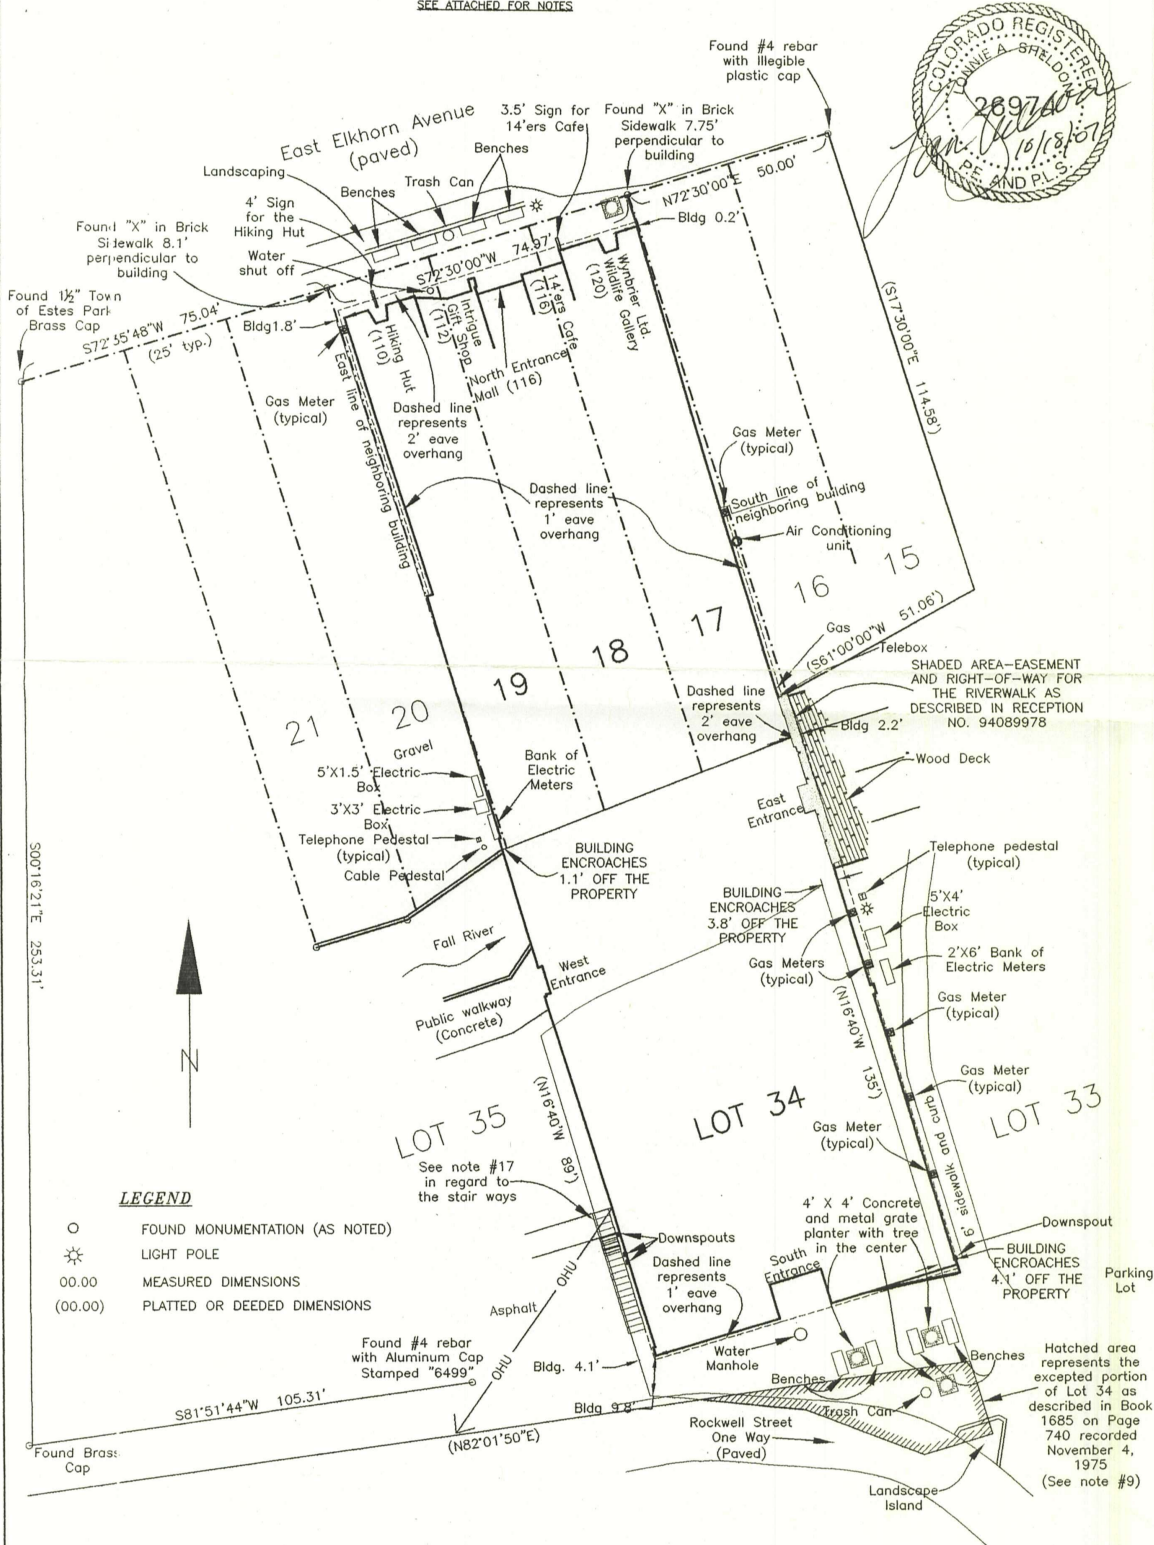 SEE ATTACHED FOR NOTES
COLORADO REGISTERED
LONNIE A. SHELDON
26974
10/18/07
P.E. AND P.L.S.
Found #4 rebar
with Illegible
plastic cap
East Elkhorn Avenue
(paved)
3.5' Sign for
14'ers Cafe
Found "X" in Brick
Sidewalk 7.75'
perpendicular to
building
Landscaping
Benches
Trash Can
Benches
4' Sign
for the
Hiking Hut
Water
shut off
Found "X" in Brick
Sidewalk 8.1'
perpendicular to
building
Found 1½" Town
of Estes Park
Brass Cap
N72°30'00"E 50.00'
Bldg 0.2'
S72°30'00"W 74.97'
S72°35'48"W 75.04'
(25' typ.)
Bldg1.8'
Hiking Hut
(110)
Intrigue
Gift Shop
(112)
North Entrance
Mall (116)
14'ers Cafe
(116)
Wynbrier Ltd.
Wildlife Gallery
(120)
(S17°30'00"E 114.58')
Gas Meter
(typical)
East line of neighboring building
Dashed line
represents
2' eave
overhang
Gas Meter
(typical)
South line of
neighboring building
Air Conditioning
unit
Dashed line
represents
1' eave
overhang
15
16
17
18
19
20
21
Gas
(S61°00'00"W 51.06')
Telebox
SHADED AREA-EASEMENT
AND RIGHT-OF-WAY FOR
THE RIVERWALK AS
DESCRIBED IN RECEPTION
NO. 94089978
Dashed line
represents
2' eave
overhang
Bldg 2.2'
Wood Deck
East
Entrance
Gravel
5'X1.5' Electric
Box
3'X3' Electric
Box
Telephone Pedestal
(typical)
Cable Pedestal
Bank of
Electric
Meters
BUILDING
ENCROACHES
1.1' OFF THE
PROPERTY
S00°16'21"E 253.31'
Telephone pedestal
(typical)
BUILDING
ENCROACHES
3.8' OFF THE
PROPERTY
5'X4'
Electric
Box
2'X6' Bank of
Electric Meters
Gas Meters
(typical)
Gas Meter
(typical)
Fall River
West
Entrance
Public walkway
(Concrete)
N
(N16°40'W 135')
Gas Meter
(typical)
Gas Meter
(typical)
6' sidewalk and curb
LOT 33
LOT 34
LOT 35
(N16°40'W 89')
See note #17
in regard to
the stair ways
4' X 4' Concrete
and metal grate
planter with tree
in the center
Downspout
BUILDING
ENCROACHES
4.1' OFF THE
PROPERTY
Parking
Lot
Downspouts
Dashed line
represents
1' eave
overhang
South
Entrance
LEGEND
FOUND MONUMENTATION (AS NOTED)
LIGHT POLE
00.00 MEASURED DIMENSIONS
(00.00) PLATTED OR DEEDED DIMENSIONS
OHU
OHU
Asphalt
Found #4 rebar
with Aluminum Cap
Stamped "6499"
Water
Manhole
Bldg. 4.1'
Bldg 9.8'
Benches
Benches
Trash Can
Hatched area
represents the
excepted portion
of Lot 34 as
described in Book
1685 on Page
740 recorded
November 4,
1975
(See note #9)
S81°51'44"W 105.31'
(N82°01'50"E)
Found Brass
Cap
Rockwell Street
One Way
(Paved)
Landscape
Island